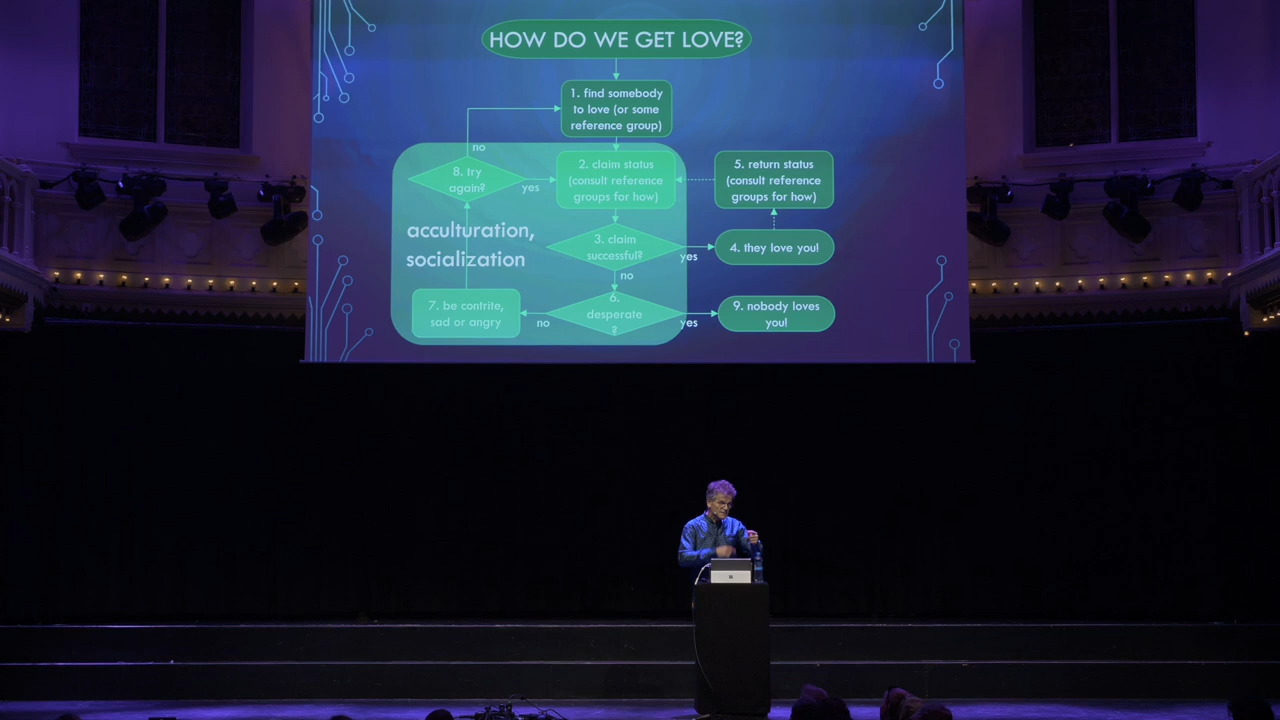 HOW DO WE GET LOVE?
1. find somebody
to love (or some
reference group)
no
8. try
again?
yes
2. claim status
(consult reference
groups for how)
5. return status
(consult reference
groups for how)
acculturation,
socialization
3. claim
successful?
yes
4. they love you!
no
7. be contrite,
sad or angry
no
6.
desperate
?
yes
9. nobody loves
you!